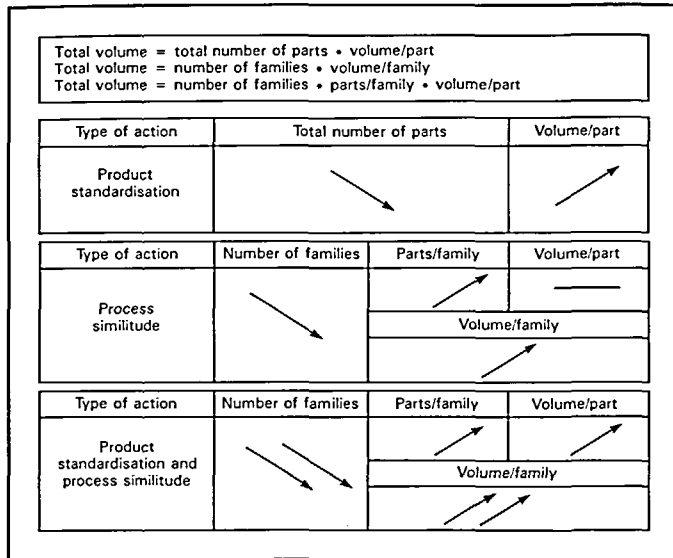 Total volume = total number of parts • volume/part
Total volume = number of families • volume/family
Total volume = number of families • parts/family • volume/part
Type of action Total number of parts Volume/part
Product
standardisation
Type of action Number of families Parts/family Volume/part
Process
similitude
Volume/family
Type of action Number of families Parts/family Volume/part
Product
standardisation and
process similitude
Volume/family